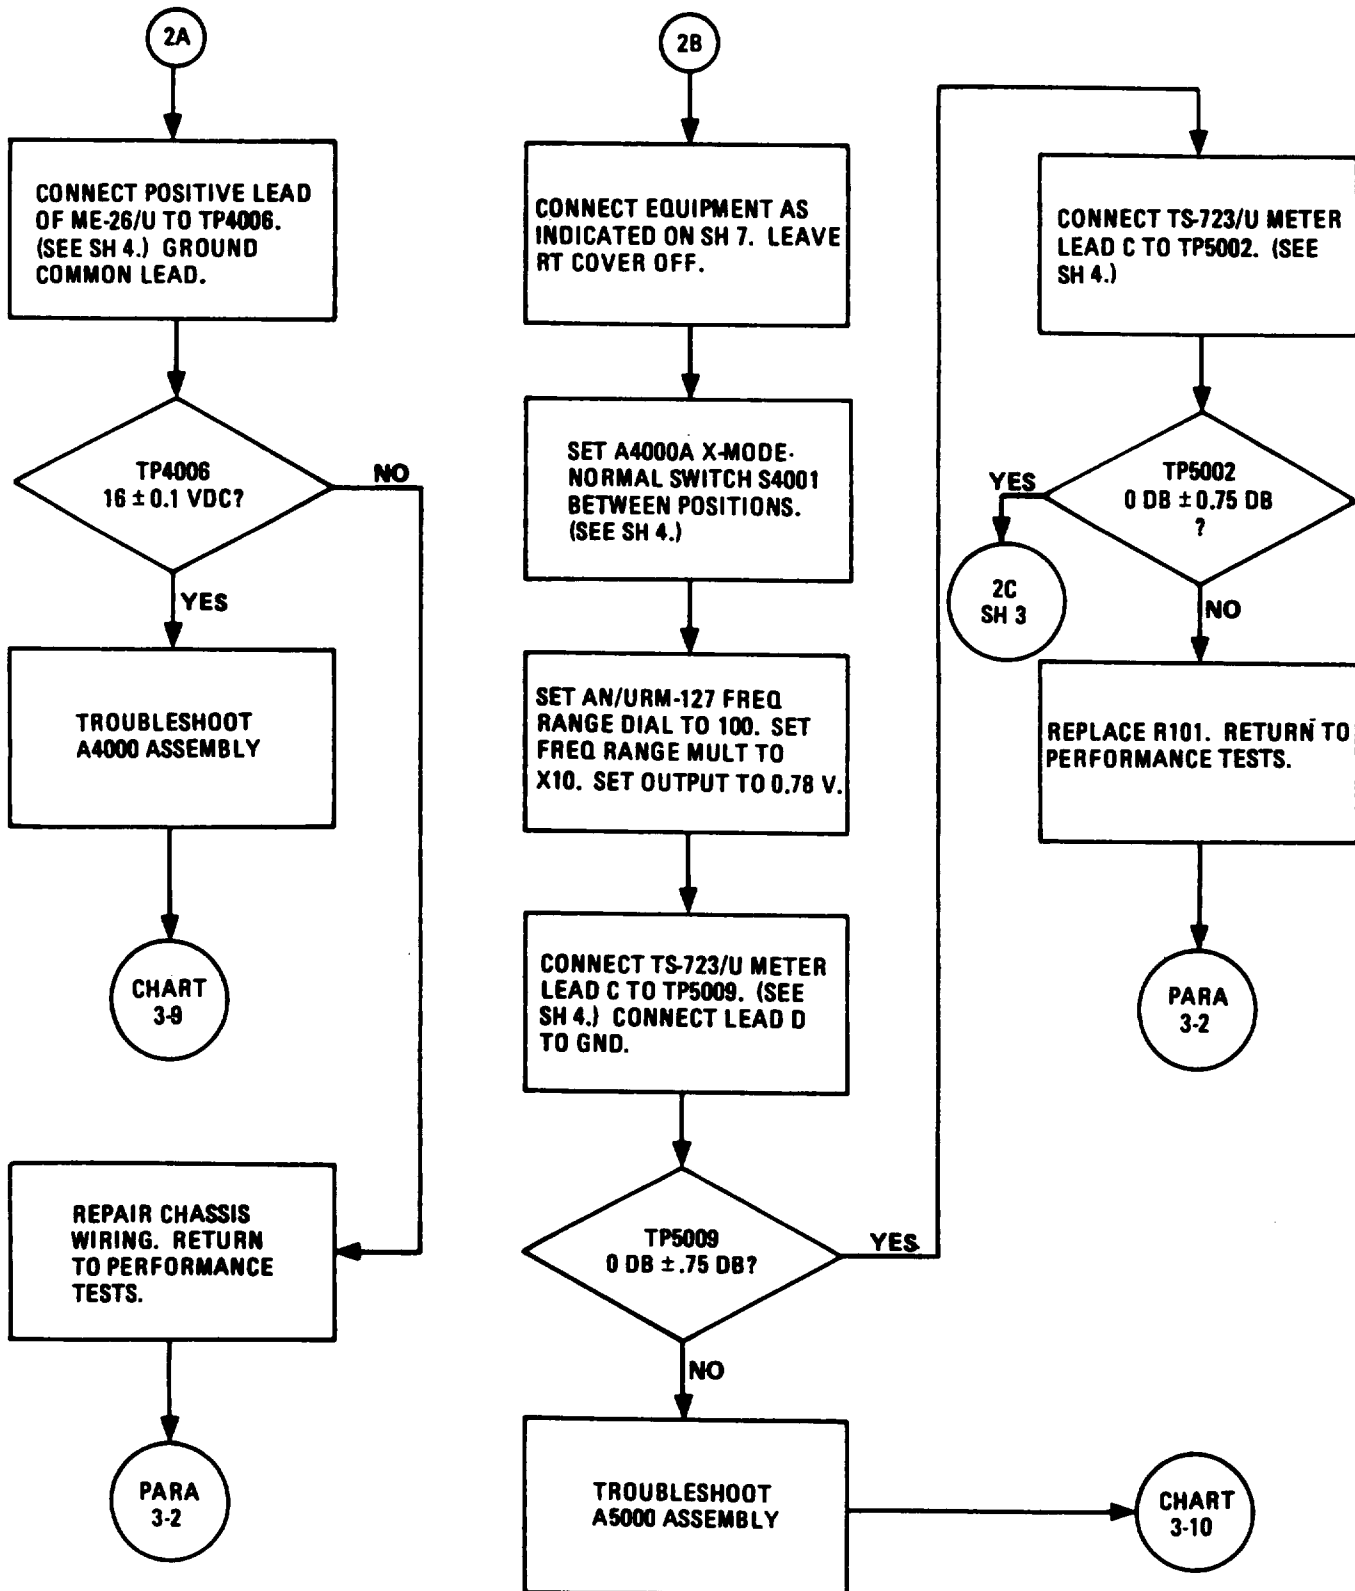 2A
CONNECT POSITIVE LEAD
OF ME-26/U TO TP4006.
(SEE SH 4.) GROUND
COMMON LEAD.
TP4006
16 ± 0.1 VDC?
NO
YES
TROUBLESHOOT
A4000 ASSEMBLY
CHART
3-9
REPAIR CHASSIS
WIRING. RETURN
TO PERFORMANCE
TESTS.
PARA
3-2
2B
CONNECT EQUIPMENT AS
INDICATED ON SH 7. LEAVE
RT COVER OFF.
SET A4000A X-MODE-
NORMAL SWITCH S4001
BETWEEN POSITIONS.
(SEE SH 4.)
SET AN/URM-127 FREQ
RANGE DIAL TO 100. SET
FREQ RANGE MULT TO
X10. SET OUTPUT TO 0.78 V.
CONNECT TS-723/U METER
LEAD C TO TP5009. (SEE
SH 4.) CONNECT LEAD D
TO GND.
TP5009
0 DB ± .75 DB?
YES
NO
TROUBLESHOOT
A5000 ASSEMBLY
CHART
3-10
CONNECT TS-723/U METER
LEAD C TO TP5002. (SEE
SH 4.)
TP5002
0 DB ± 0.75 DB
?
YES
2C
SH 3
NO
REPLACE R101. RETURN TO
PERFORMANCE TESTS.
PARA
3-2